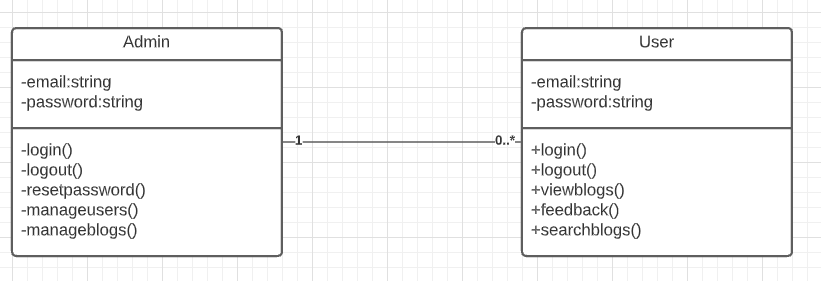 Admin
-email:string
-password:string
-login()
-logout()
-resetpassword()
-manageusers()
-manageblogs()
1
0..*
User
-email:string
-password:string
+login()
+logout()
+viewblogs()
+feedback()
+searchblogs()